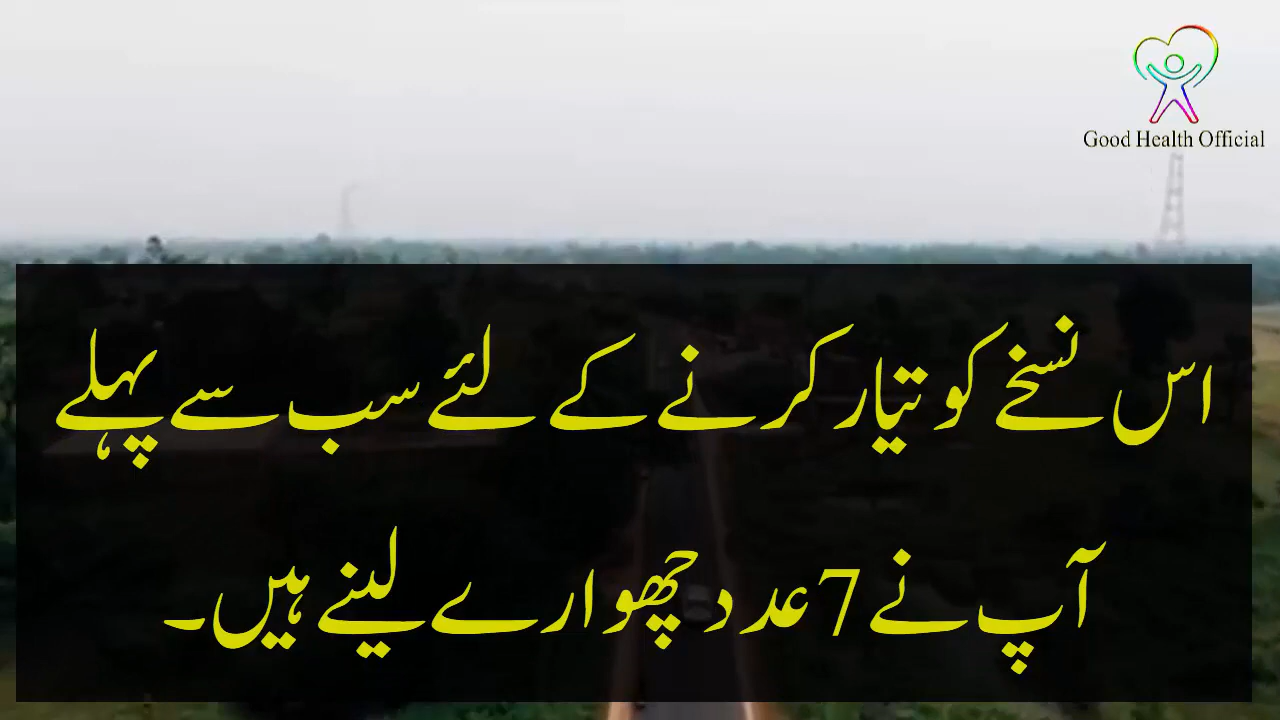 Good Health Official
اس نسخے کو تیار کرنے کے لئے سب سے پہلے
آپ نے 7 عدد چھوارے لینے ہیں۔